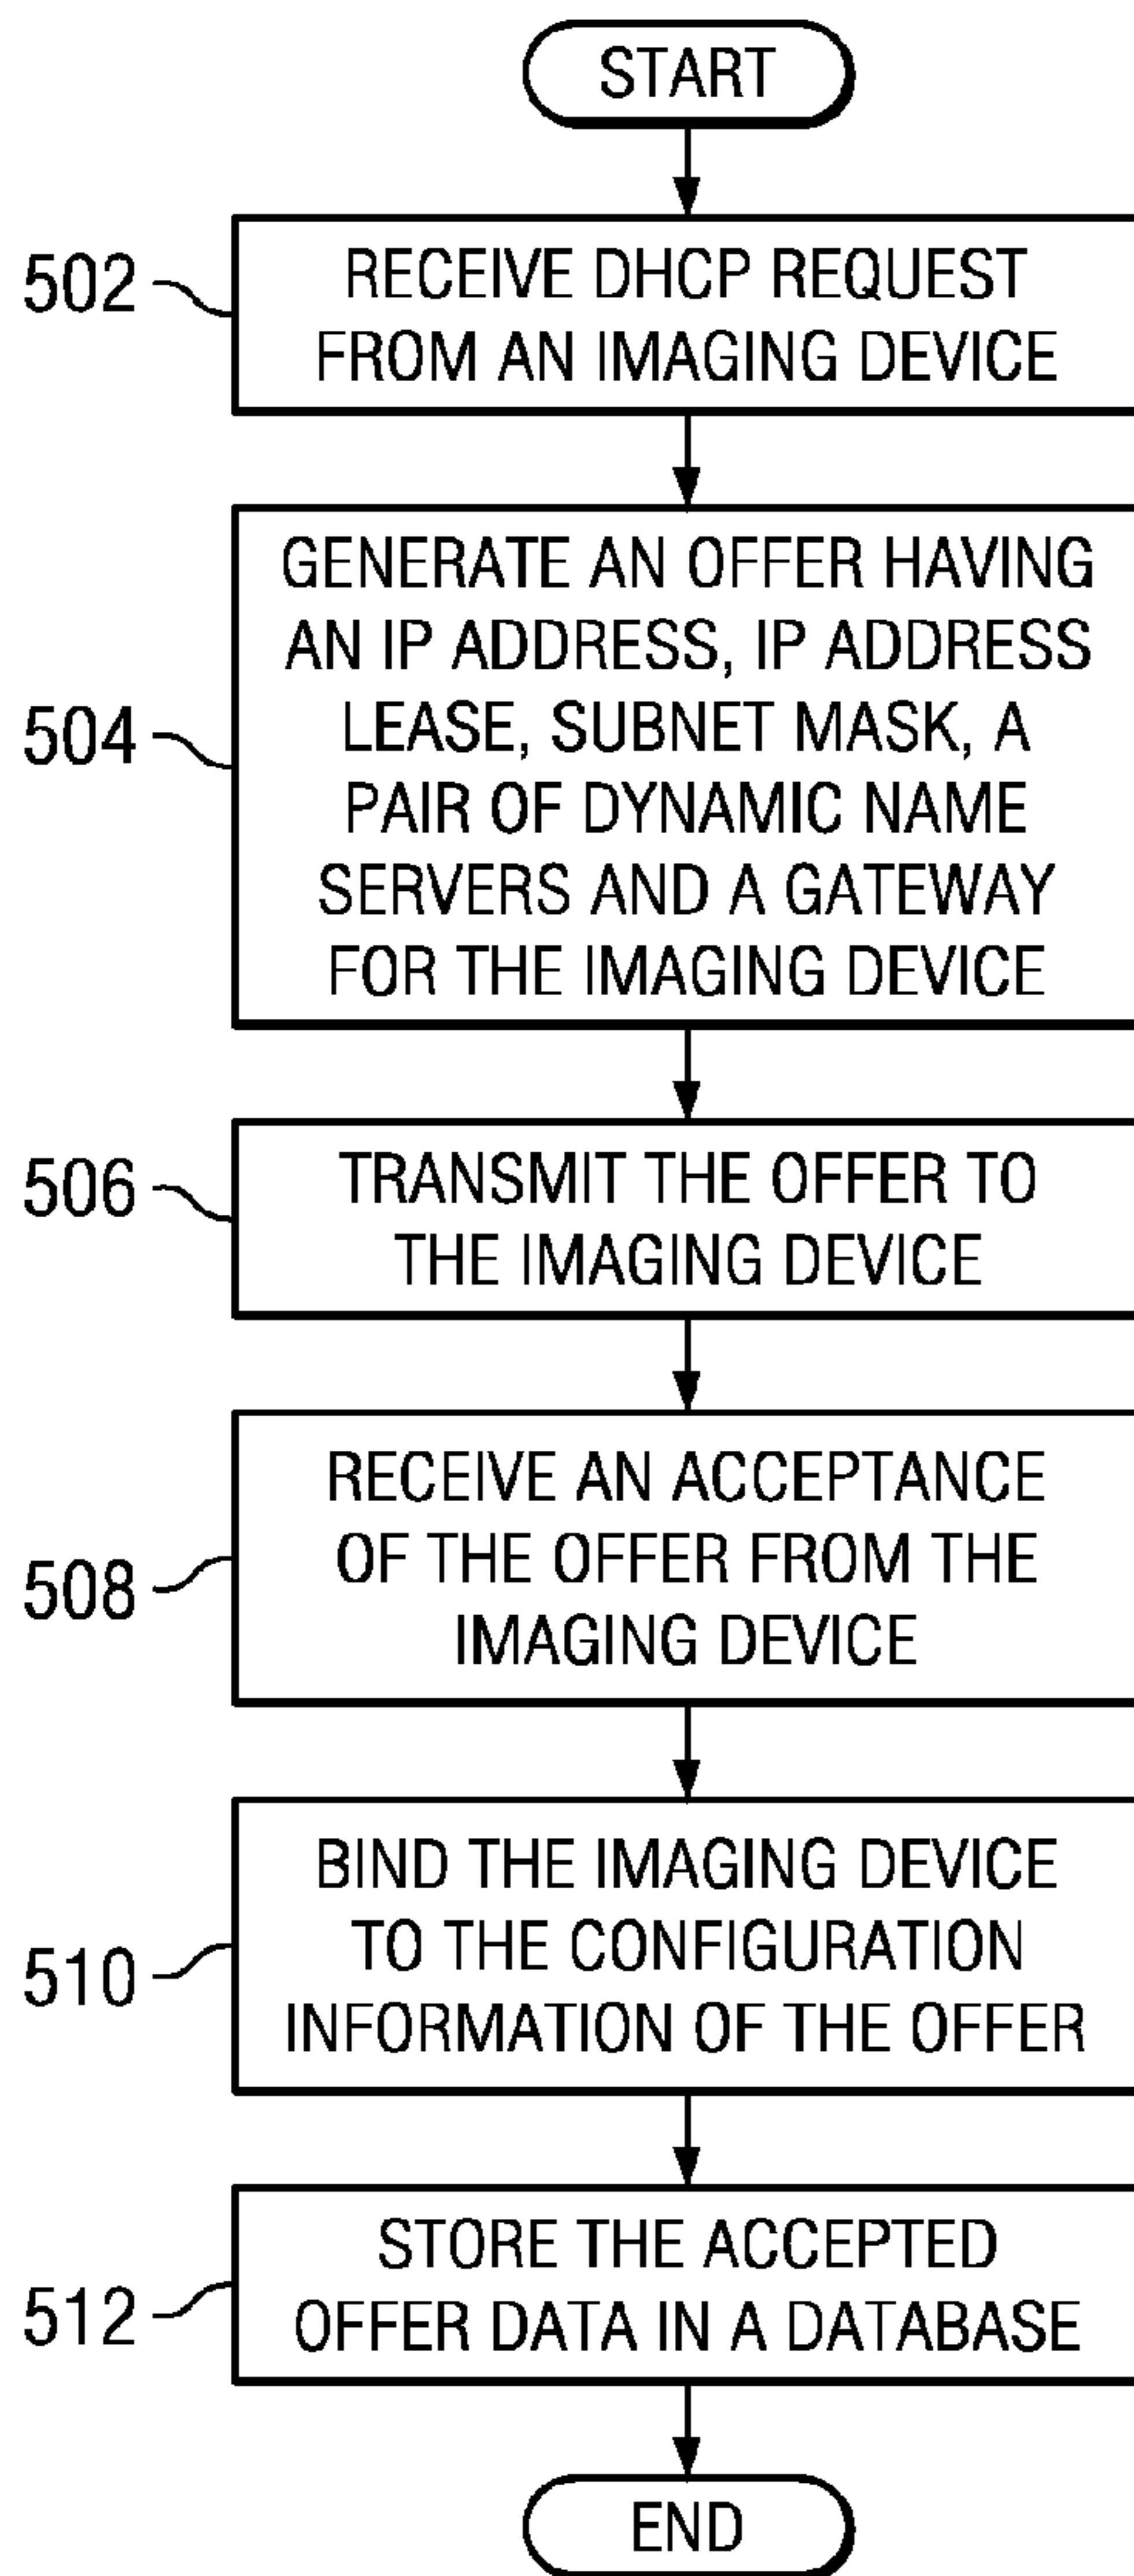 START
502
RECEIVE DHCP REQUEST
FROM AN IMAGING DEVICE
504
GENERATE AN OFFER HAVING
AN IP ADDRESS, IP ADDRESS
LEASE, SUBNET MASK, A
PAIR OF DYNAMIC NAME
SERVERS AND A GATEWAY
FOR THE IMAGING DEVICE
506
TRANSMIT THE OFFER TO
THE IMAGING DEVICE
508
RECEIVE AN ACCEPTANCE
OF THE OFFER FROM THE
IMAGING DEVICE
510
BIND THE IMAGING DEVICE
TO THE CONFIGURATION
INFORMATION OF THE OFFER
512
STORE THE ACCEPTED
OFFER DATA IN A DATABASE
END